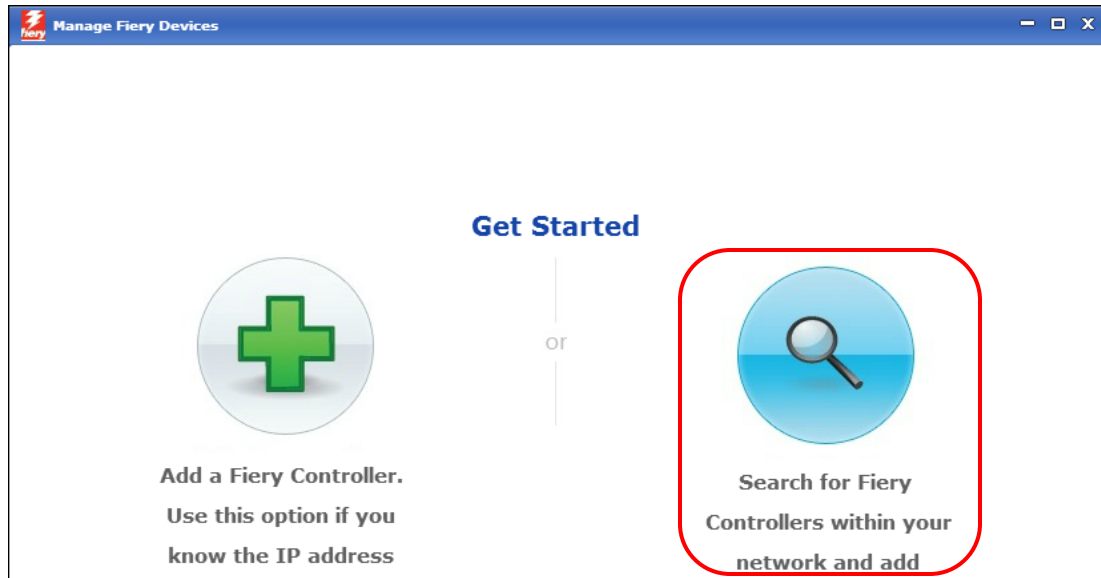 fiery
Manage Fiery Devices
Get Started
or
Add a Fiery Controller.
Use this option if you
know the IP address
Search for Fiery
Controllers within your
network and add